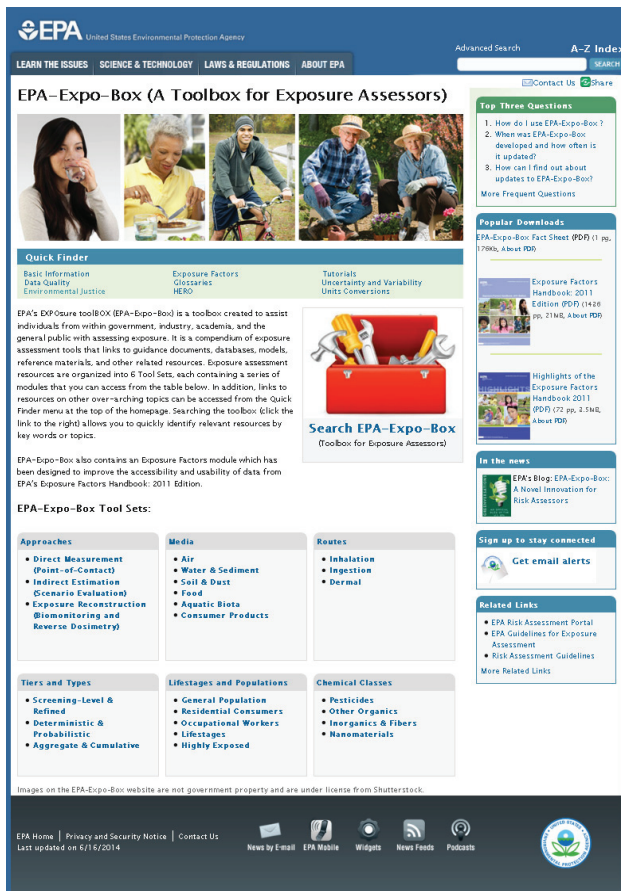 EPA United States Environmental Protection Agency
Advanced Search A-Z Index
LEARN THE ISSUES SCIENCE & TECHNOLOGY LAWS & REGULATIONS ABOUT EPA
SEARCH
Contact Us Share
EPA-Expo-Box (A Toolbox for Exposure Assessors)
Quick Finder
Basic Information Exposure Factors Tutorials
Data Quality Glossaries Uncertainty and Variability
Environmental Justice HERO Units Conversions
EPA's EXPOsure toolBOX (EPA-Expo-Box) is a toolbox created to assist
individuals from within government, industry, academia, and the
general public with assessing exposure. It is a compendium of exposure
assessment tools that links to guidance documents, databases, models,
reference materials, and other related resources. Exposure assessment
resources are organized into 6 Tool Sets, each containing a series of
modules that you can access from the table below. In addition, links to
resources on other over-arching topics can be accessed from the Quick
Finder menu at the top of the homepage. Searching the toolbox (click the
link to the right) allows you to quickly identify relevant resources by
key words or topics.
EPA-Expo-Box also contains an Exposure Factors module which has
been designed to improve the accessibility and usability of data from
EPA's Exposure Factors Handbook: 2011 Edition.
Search EPA-Expo-Box
(Toolbox for Exposure Assessors)
EPA-Expo-Box Tool Sets:
Approaches
• Direct Measurement
(Point-of-Contact)
• Indirect Estimation
(Scenario Evaluation)
• Exposure Reconstruction
(Biomonitoring and
Reverse Dosimetry)
Media
• Air
• Water & Sediment
• Soil & Dust
• Food
• Aquatic Biota
• Consumer Products
Routes
• Inhalation
• Ingestion
• Dermal
Tiers and Types
• Screening-Level &
Refined
• Deterministic &
Probabilistic
• Aggregate & Cumulative
Lifestages and Populations
• General Population
• Residential Consumers
• Occupational Workers
• Lifestages
• Highly Exposed
Chemical Classes
• Pesticides
• Other Organics
• Inorganics & Fibers
• Nanomaterials
Images on the EPA-Expo-Box website are not government property and are under license from Shutterstock.
Top Three Questions
1. How do I use EPA-Expo-Box ?
2. When was EPA-Expo-Box
developed and how often is
it updated?
3. How can I find out about
updates to EPA-Expo-Box?
More Frequent Questions
Popular Downloads
EPA-Expo-Box Fact Sheet (PDF) (1 pg,
176Kb, About PDF)
Exposure Factors
Handbook: 2011
Edition (PDF) (1426
pp, 21MB, About PDF)
HIGHLIGHTS
Highlights of the
Exposure Factors
Handbook 2011
(PDF) (72 pp, 2.5MB,
About PDF)
In the news
EPA's Blog: EPA-Expo-Box:
A Novel Innovation for
Risk Assessors
Sign up to stay connected
Get email alerts
Related Links
• EPA Risk Assessment Portal
• EPA Guidelines for Exposure
Assessment
• Risk Assessment Guidelines
More Related Links
EPA Home | Privacy and Security Notice | Contact Us
Last updated on 6/16/2014
News by E-mail EPA Mobile Widgets News Feeds Podcasts